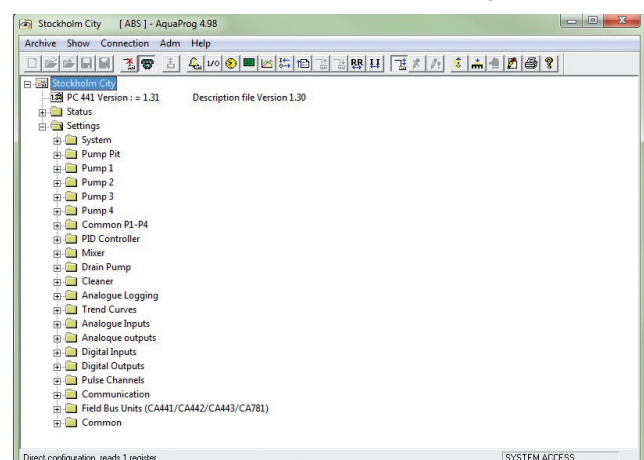 Stockholm City [ ABS ] - AquaProg 4.98
Archive Show Connection Adm Help
Stockholm City
PC 441 Version : = 1.31 Description file Version 1.30
Status
Settings
System
Pump Pit
Pump 1
Pump 2
Pump 3
Pump 4
Common P1-P4
PID Controller
Mixer
Drain Pump
Cleaner
Analogue Logging
Trend Curves
Analogue Inputs
Analoque outputs
Digital Inputs
Digital Outputs
Pulse Channels
Communication
Field Bus Units (CA441/CA442/CA443/CA781)
Common
Direct configuration, reads 1 register SYSTEM ACCESS